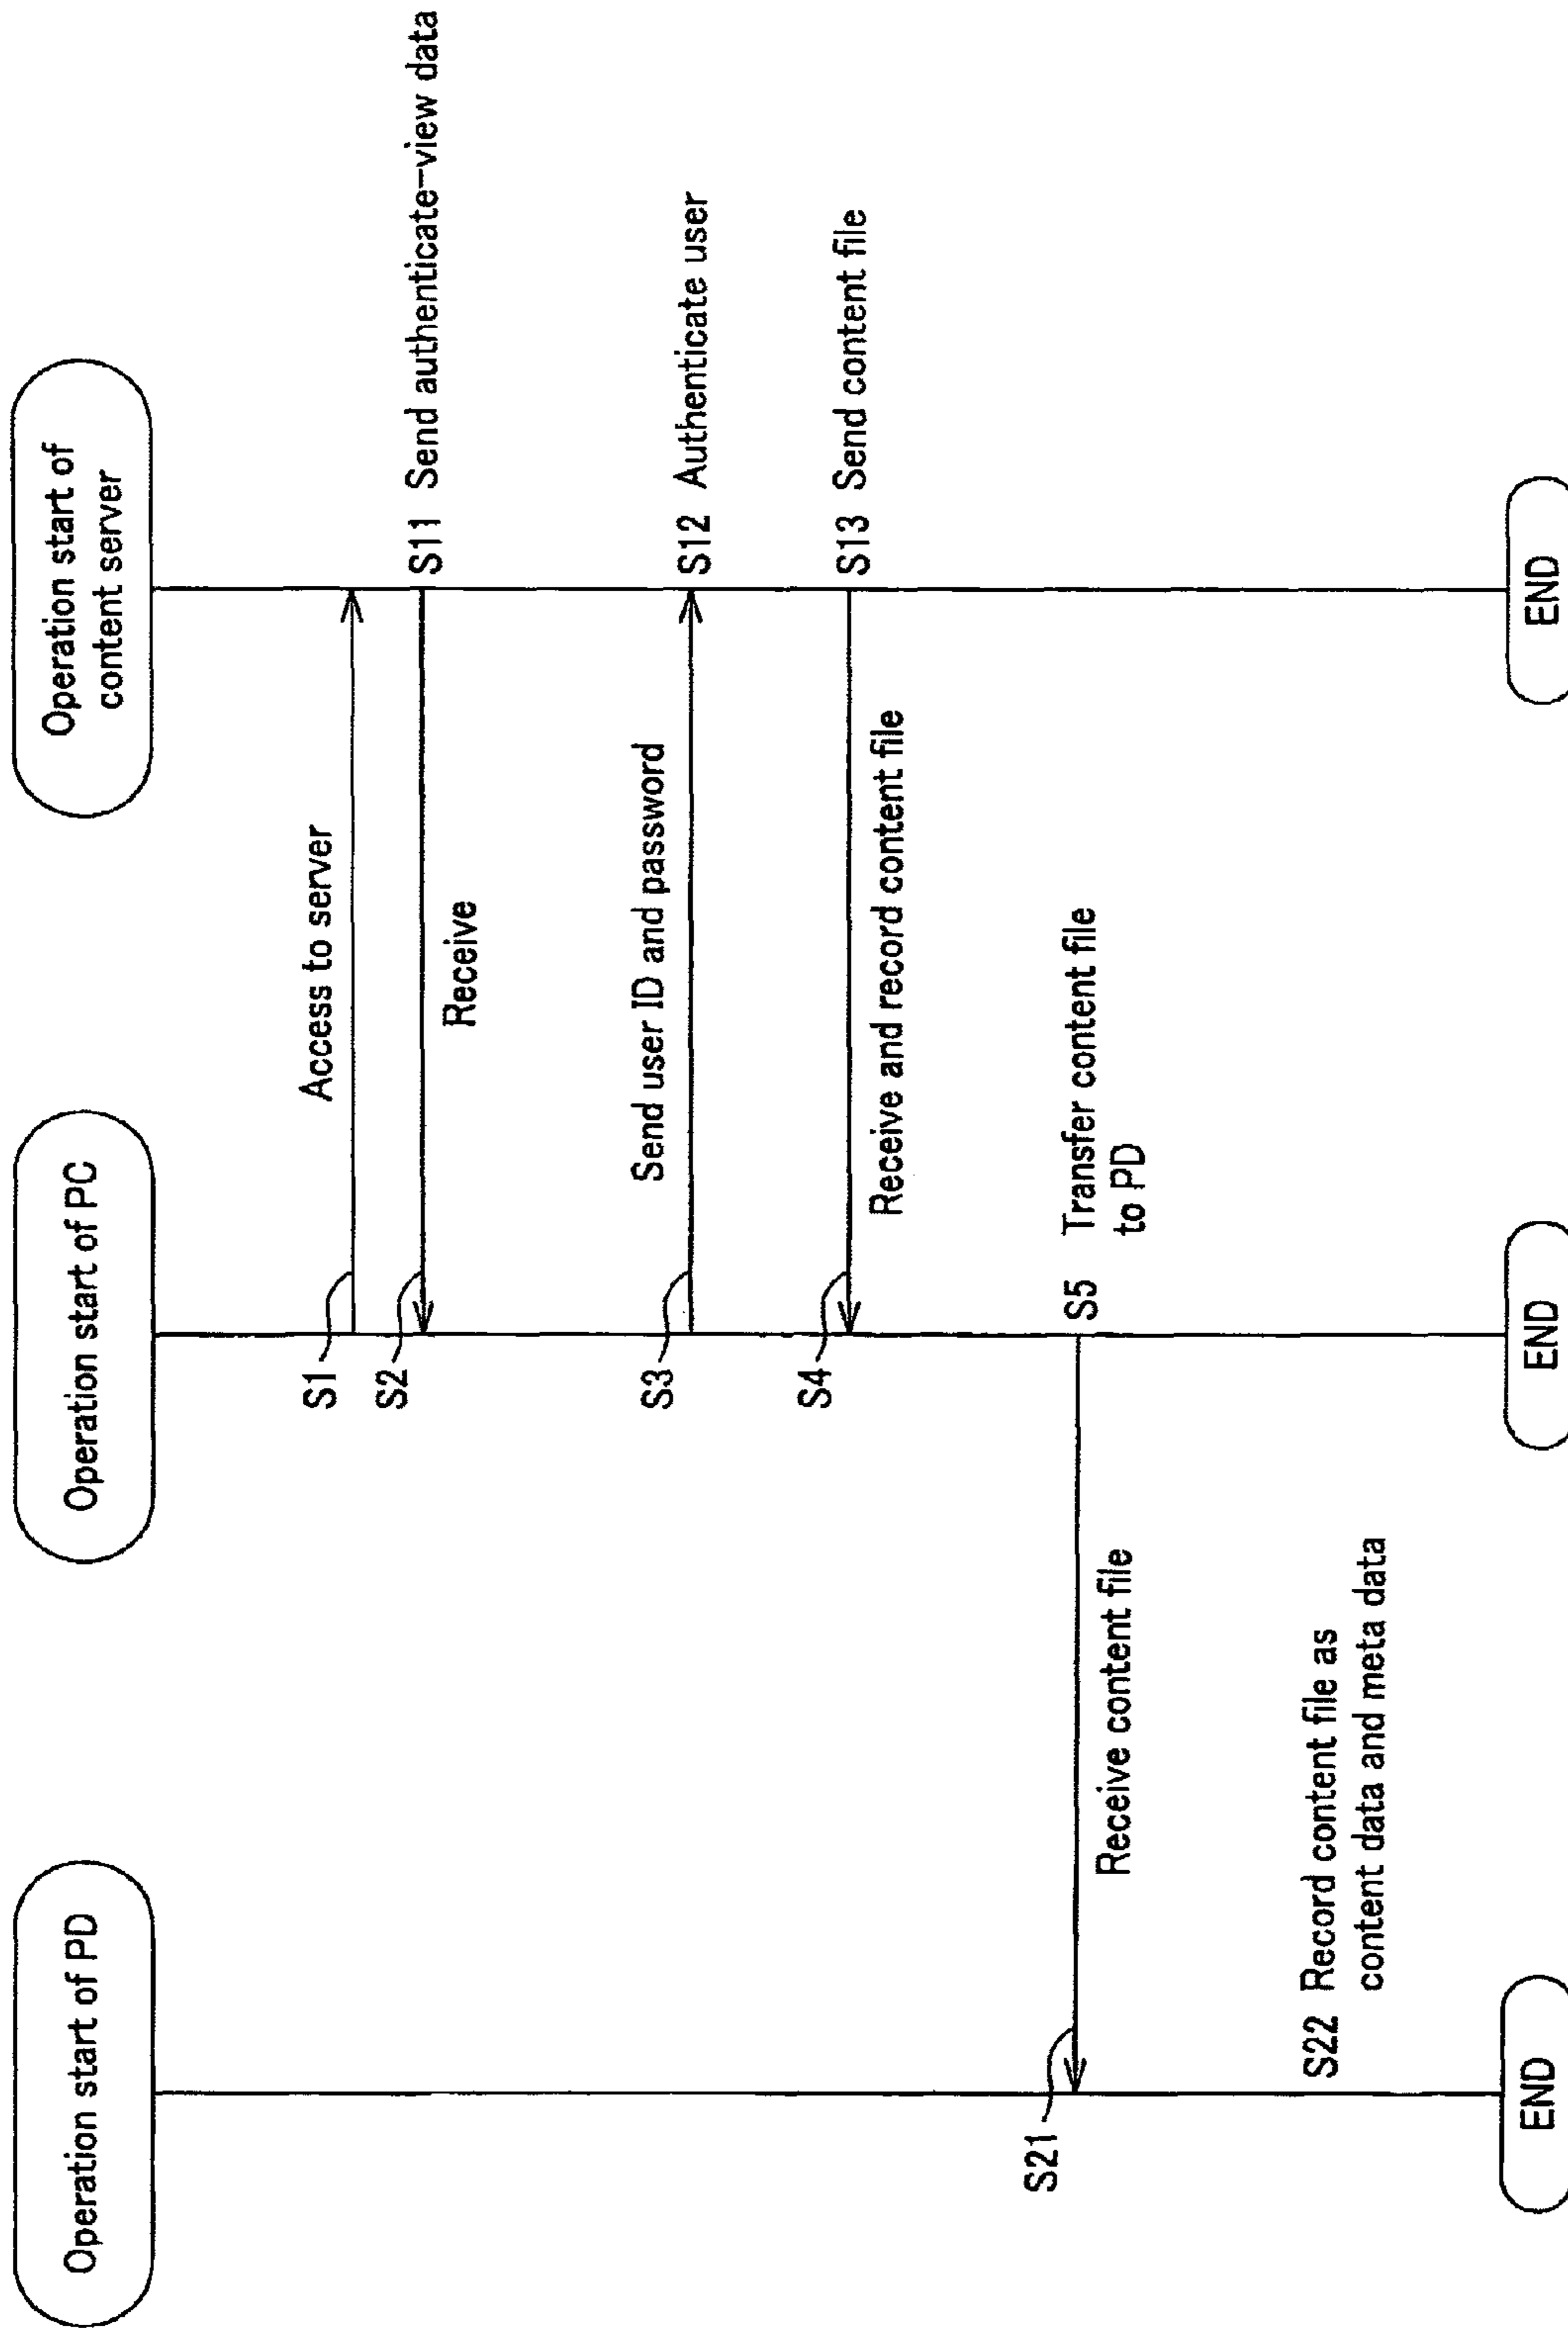 Operation start of PD
Operation start of PC
Operation start of
content server
S1
Access to server
S2
Receive
S11 Send authenticate-view data
S3
Send user ID and password
S12 Authenticate user
S4
Receive and record content file
S13 Send content file
S5 Transfer content file
to PD
S21
Receive content file
S22 Record content file as
content data and meta data
END
END
END